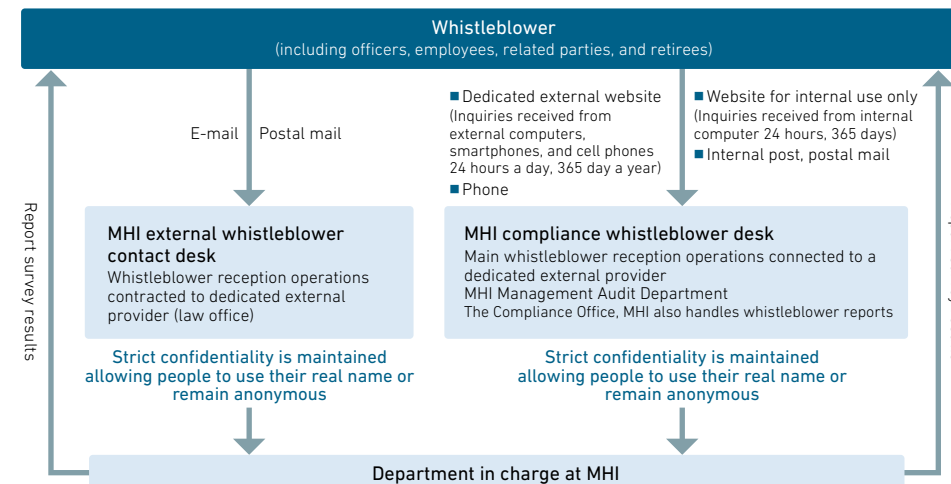 Whistleblower
(including officers, employees, related parties, and retirees)
E-mail
Postal mail
■ Dedicated external website
(Inquiries received from
external computers,
smartphones, and cell phones
24 hours a day, 365 day a year)
■ Phone
■ Website for internal use only
(Inquiries received from internal
computer 24 hours, 365 days)
■ Internal post, postal mail
Report survey results
MHI external whistleblower
contact desk
Whistleblower reception operations
contracted to dedicated external
provider (law office)
MHI compliance whistleblower desk
Main whistleblower reception operations connected to a
dedicated external provider
MHI Management Audit Department
The Compliance Office, MHI also handles whistleblower reports
Strict confidentiality is maintained
allowing people to use their real name or
remain anonymous
Strict confidentiality is maintained
allowing people to use their real name or
remain anonymous
Department in charge at MHI